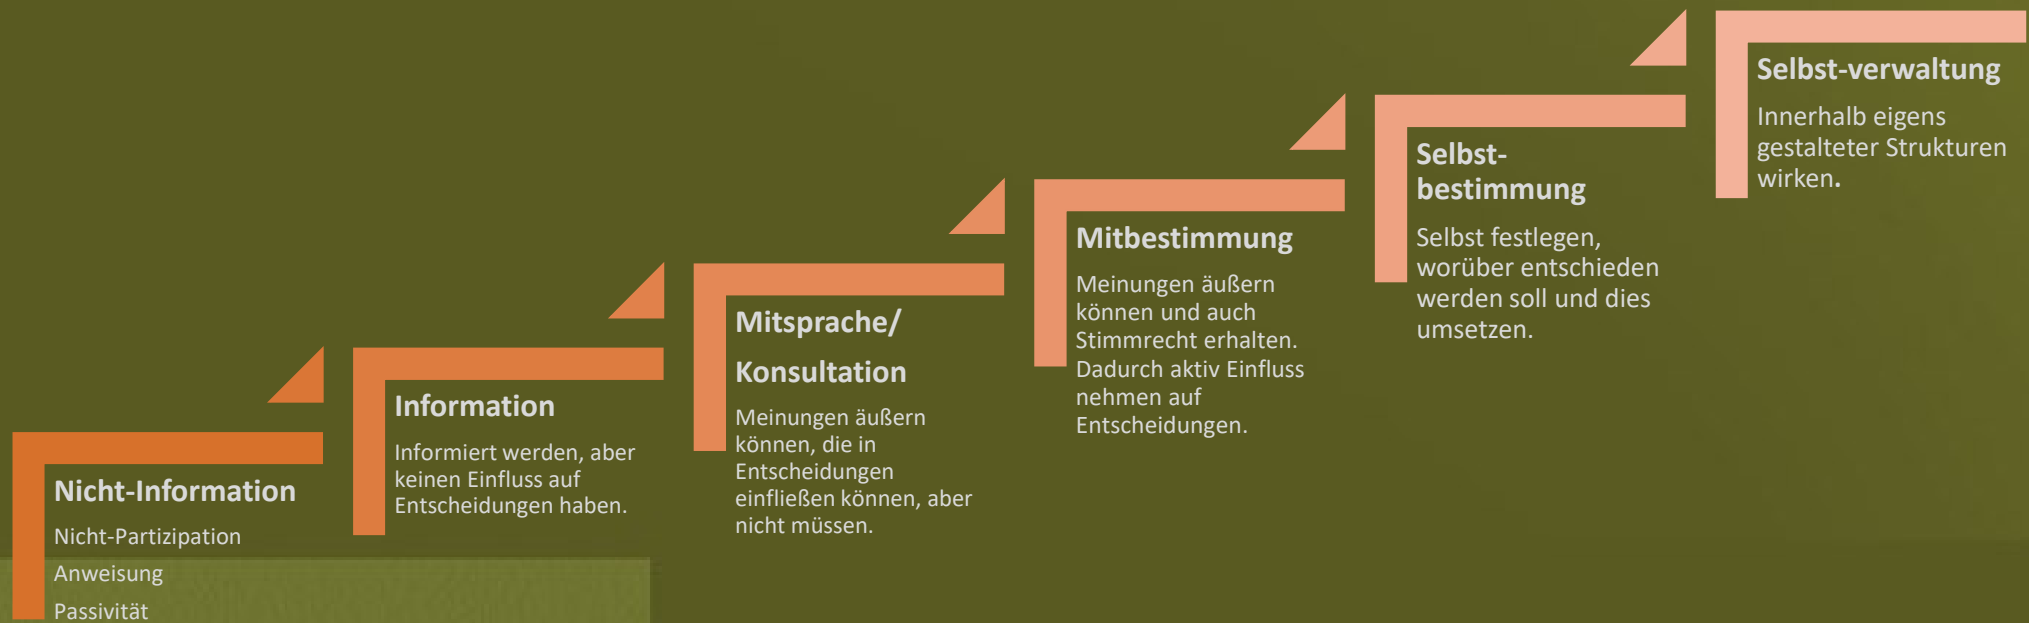 Nicht-Information
Nicht-Partizipation
Anweisung
Passivität
Information
Informiert werden, aber
keinen Einfluss auf
Entscheidungen haben.
Mitsprache/
Konsultation
Meinungen äußern
können, die in
Entscheidungen
einfließen können, aber
nicht müssen.
Mitbestimmung
Meinungen äußern
können und auch
Stimmrecht erhalten.
Dadurch aktiv Einfluss
nehmen auf
Entscheidungen.
Selbst-
bestimmung
Selbst festlegen,
worüber entschieden
werden soll und dies
umsetzen.
Selbst-verwaltung
Innerhalb eigens
gestalteter Strukturen
wirken.